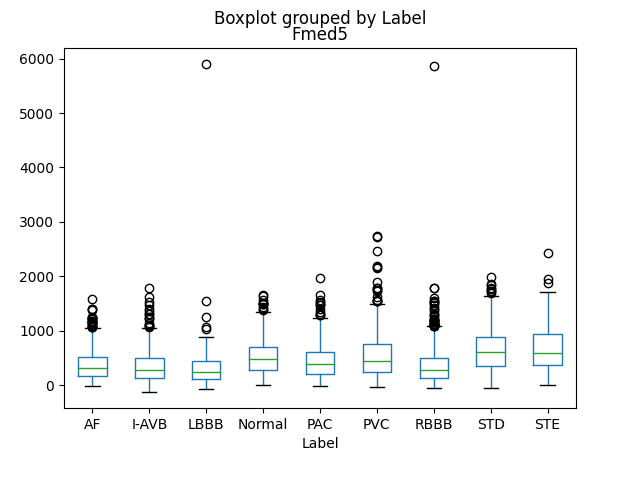 Boxplot grouped by Label
Fmed5
6000
5000
4000
3000
2000
1000
0
AF I-AVB LBBB Normal PAC PVC RBBB STD STE
Label